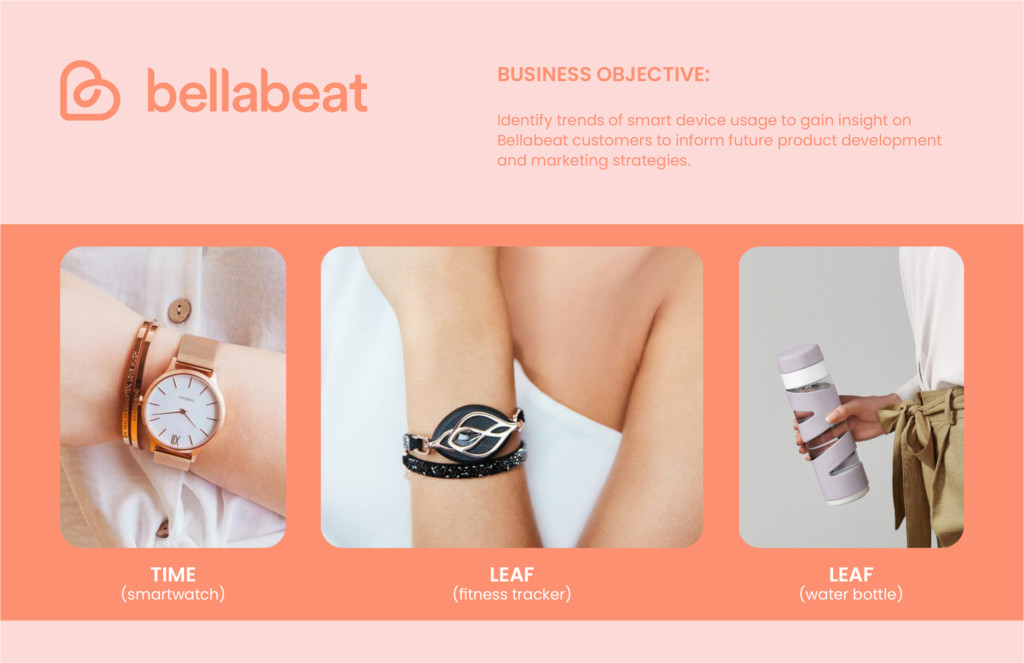 bellabeat
BUSINESS OBJECTIVE:
Identify trends of smart device usage to gain insight on
Bellabeat customers to inform future product development
and marketing strategies.
TIME
(smartwatch)
LEAF
(fitness tracker)
LEAF
(water bottle)